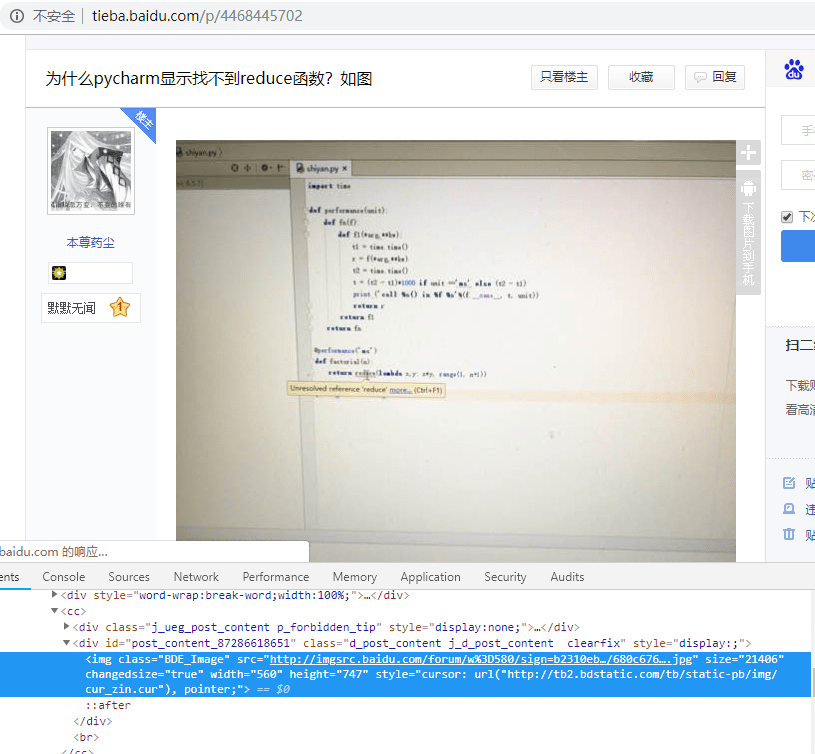 不安全 | tieba.baidu.com/p/4468445702
为什么pycharm显示找不到reduce函数？如图
只看楼主
收藏
回复
楼主
本尊药尘
默默无闻
1
下载图片到手机
shiyan.py
shiyan.py ×
import time
def performance(unit):
def fn(f):
def f1(*arg,**kw):
t1 = time.time()
r = f(*arg,**kw)
t2 = time.time()
t = (t2 - t1)*1000 if unit =='ms' else (t2 - t1)
return r
return f1
return fn
@performance('ms')
def factorial(n):
return reduce(lambda x,y: x*y, range(1, n+1))
Unresolved reference 'reduce' more... (Ctrl+F1)
du
手
密
下次
扫二
下载贴
看高清
贴
违
贴
baidu.com 的响应...
ents Console Sources Network Performance Memory Application Security Audits
<div style="word-wrap:break-word;width:100%;">…</div>
<cc>
<div class="j_ueg_post_content p_forbidden_tip" style="display:none;">…</div>
<div id="post_content_87286618651" class="d_post_content j_d_post_content  clearfix" style="display:;">
<img class="BDE_Image" src="http://imgsrc.baidu.com/forum/w%3D580/sign=b2310eb…/680c676….jpg" size="21406"
changedsize="true" width="560" height="747" style="cursor: url("http://tb2.bdstatic.com/tb/static-pb/img/
cur_zin.cur"), pointer;"> == $0
::after
</div>
<br>
</cc>